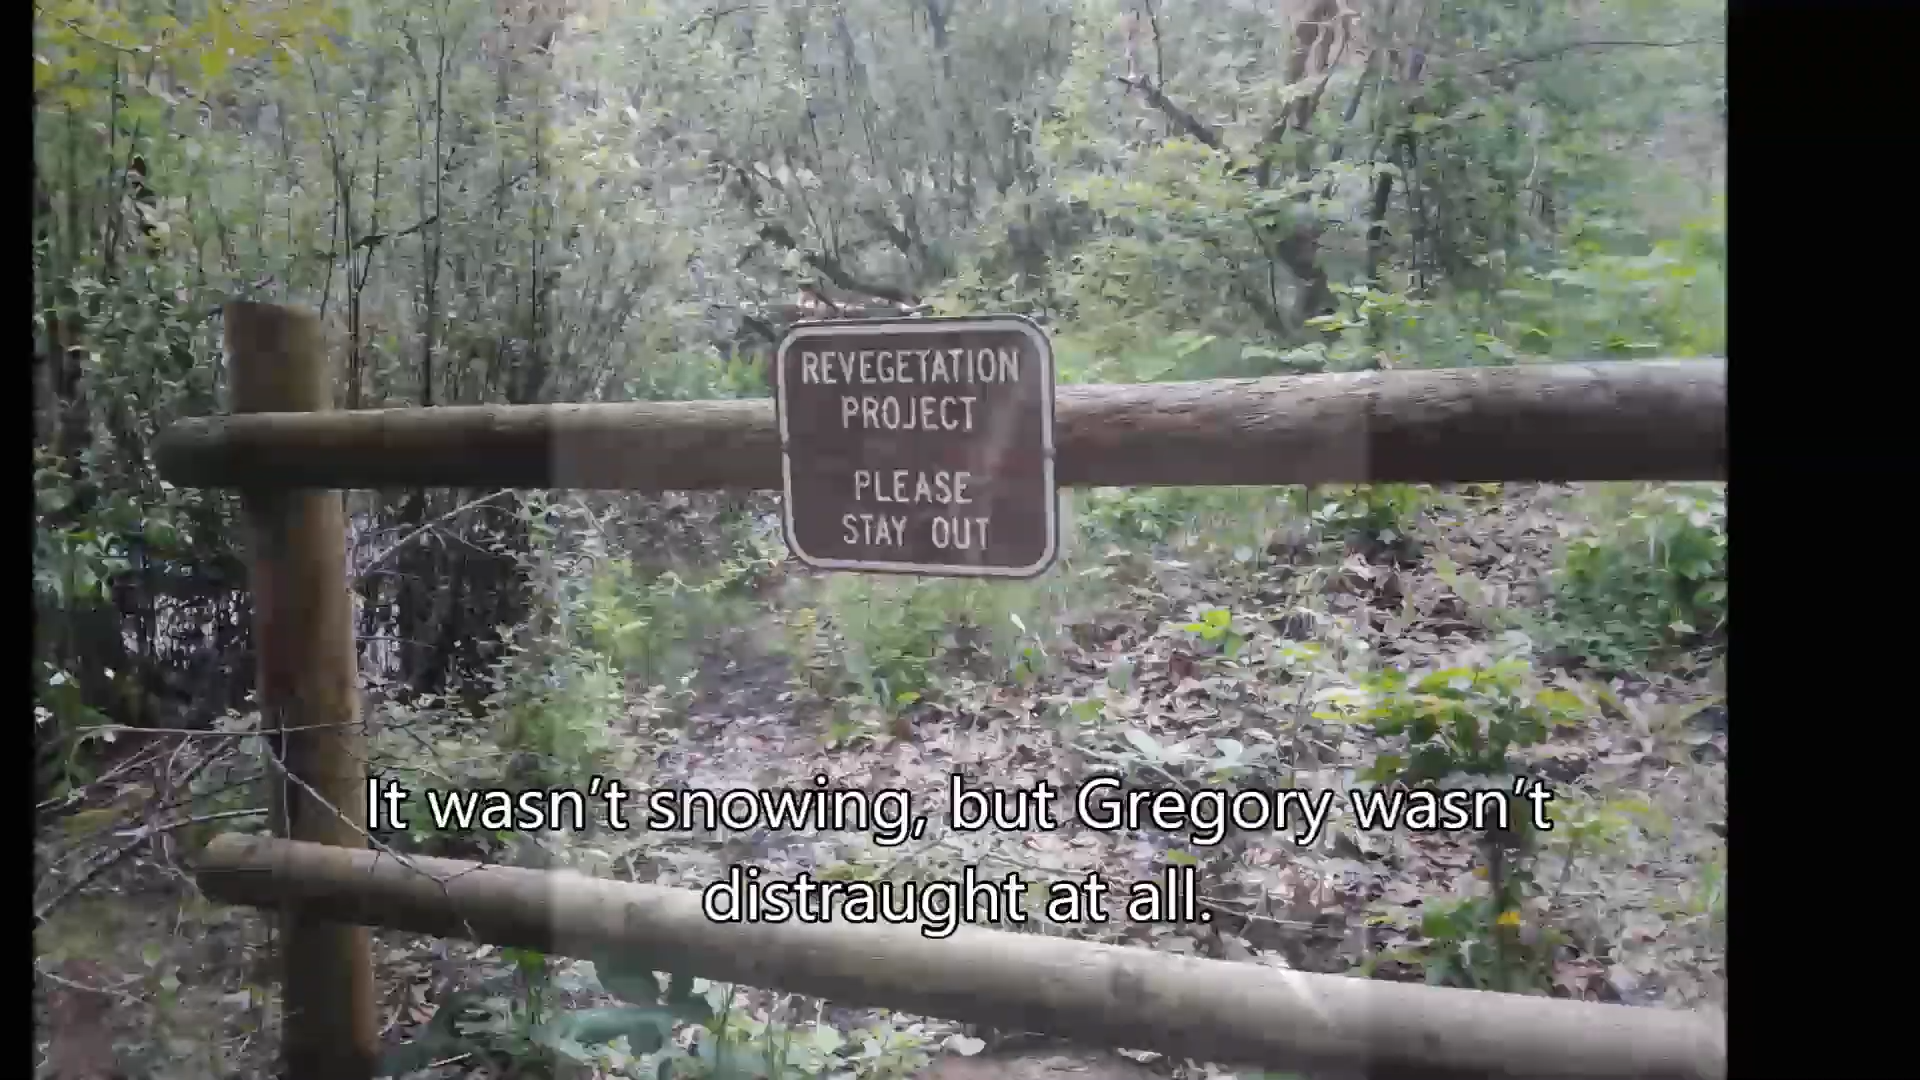 REVEGETATION
PROJECT
PLEASE
STAY OUT
It wasn’t snowing, but Gregory wasn’t
distraught at all.